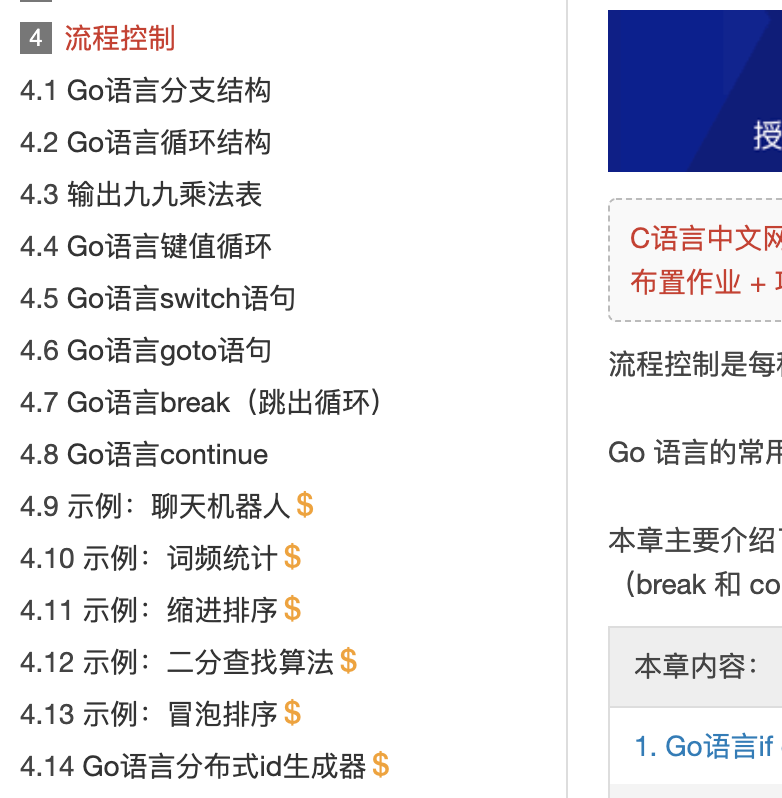 4 流程控制
4.1 Go语言分支结构
4.2 Go语言循环结构
4.3 输出九九乘法表
4.4 Go语言键值循环
4.5 Go语言switch语句
4.6 Go语言goto语句
4.7 Go语言break（跳出循环）
4.8 Go语言continue
4.9 示例：聊天机器人 $
4.10 示例：词频统计 $
4.11 示例：缩进排序 $
4.12 示例：二分查找算法 $
4.13 示例：冒泡排序 $
4.14 Go语言分布式id生成器 $
授
C语言中文网
布置作业 +
流程控制是每
Go 语言的常用
本章主要介绍
（break 和 co
本章内容：
1. Go语言if